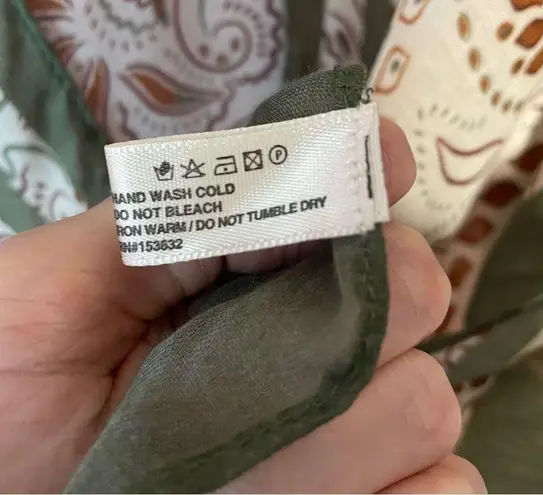 P
HAND WASH COLD
DO NOT BLEACH
IRON WARM / DO NOT TUMBLE DRY
RN#153632